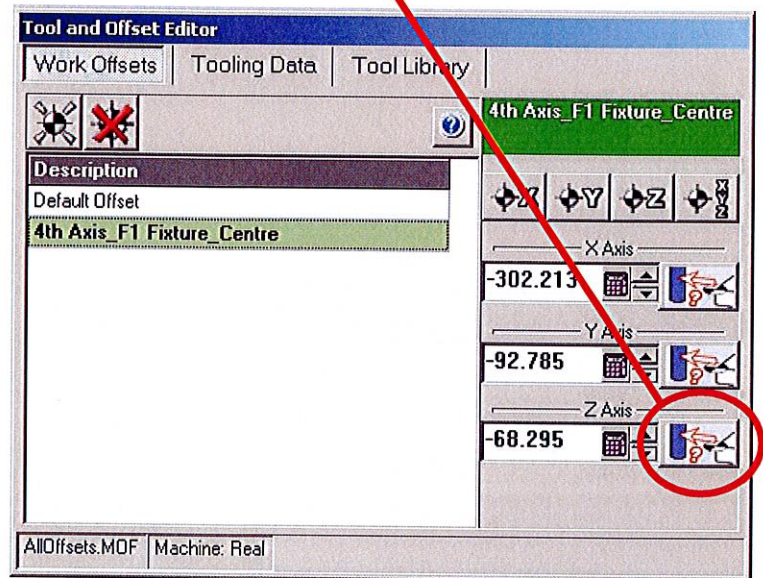 Tool and Offset Editor
Work Offsets
Tooling Data
Tool Library
4th Axis_F1 Fixture_Centre
Description
Default Offset
4th Axis_F1 Fixture_Centre
X
Y
Z
XYZ
X Axis
-302.213
Y Axis
-92.785
Z Axis
-68.295
AllOffsets.MOF
Machine: Real